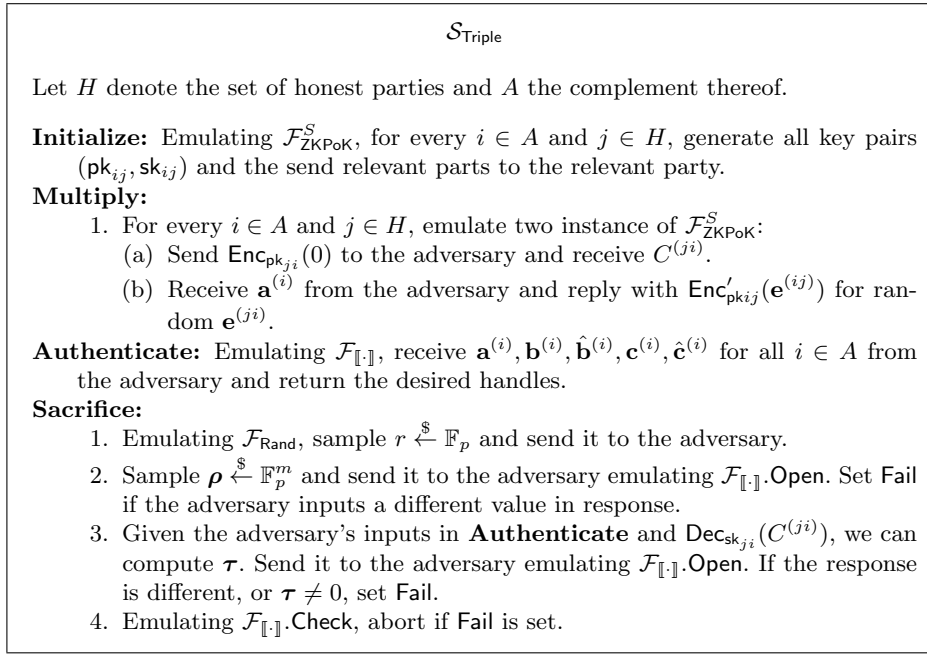 𝒮_Triple
Let H denote the set of honest parties and A the complement thereof.
Initialize: Emulating ℱ^S_ZKPoK, for every i ∈ A and j ∈ H, generate all key pairs
(pk_ij, sk_ij) and the send relevant parts to the relevant party.
Multiply:
1. For every i ∈ A and j ∈ H, emulate two instance of ℱ^S_ZKPoK:
(a) Send Enc_{pk_ji}(0) to the adversary and receive C^(ji).
(b) Receive a^(i) from the adversary and reply with Enc′_{pkij}(e^(ij)) for ran-
dom e^(ji).
Authenticate: Emulating ℱ_⟦·⟧, receive a^(i), b^(i), b̂^(i), c^(i), ĉ^(i) for all i ∈ A from
the adversary and return the desired handles.
Sacrifice:
1. Emulating ℱ_Rand, sample r ←$ 𝔽_p and send it to the adversary.
2. Sample ρ ←$ 𝔽_p^m and send it to the adversary emulating ℱ_⟦·⟧.Open. Set Fail
if the adversary inputs a different value in response.
3. Given the adversary's inputs in Authenticate and Dec_{sk_ji}(C^(ji)), we can
compute τ. Send it to the adversary emulating ℱ_⟦·⟧.Open. If the response
is different, or τ ≠ 0, set Fail.
4. Emulating ℱ_⟦·⟧.Check, abort if Fail is set.